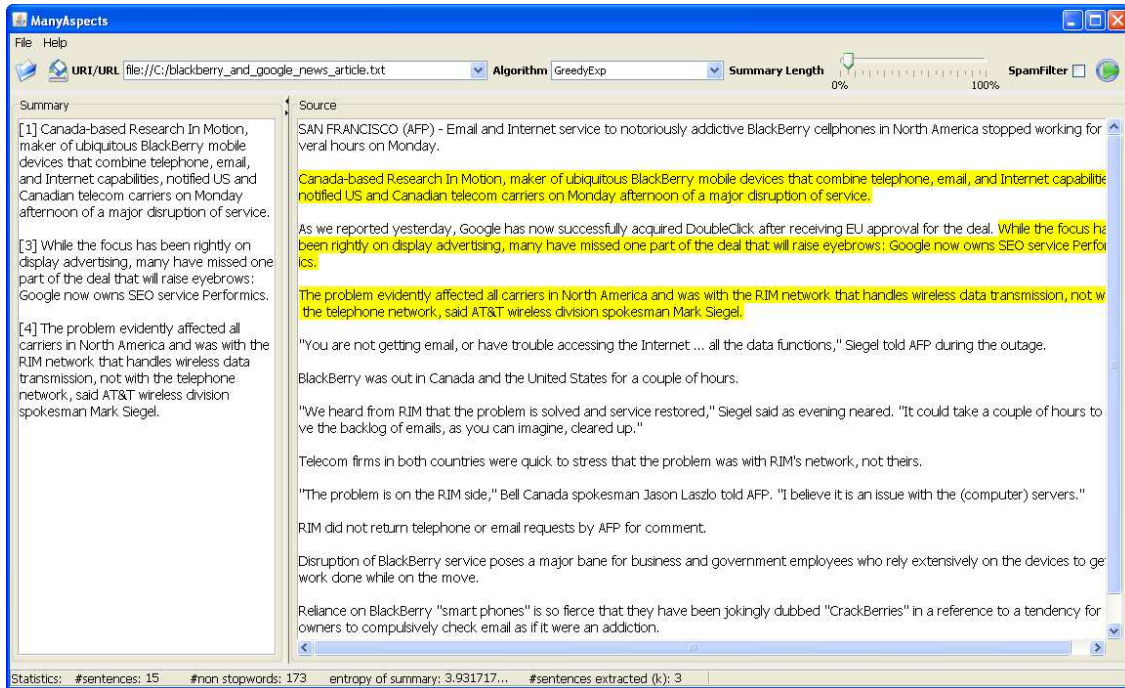 ManyAspects
File Help
URI/URL file://C:/blackberry_and_google_news_article.txt Algorithm GreedyExp Summary Length 0% 100% SpamFilter
Summary
[1] Canada-based Research In Motion,
maker of ubiquitous BlackBerry mobile
devices that combine telephone, email,
and Internet capabilities, notified US and
Canadian telecom carriers on Monday
afternoon of a major disruption of service.
[3] While the focus has been rightly on
display advertising, many have missed one
part of the deal that will raise eyebrows:
Google now owns SEO service Performics.
[4] The problem evidently affected all
carriers in North America and was with the
RIM network that handles wireless data
transmission, not with the telephone
network, said AT&T wireless division
spokesman Mark Siegel.
Source
SAN FRANCISCO (AFP) - Email and Internet service to notoriously addictive BlackBerry cellphones in North America stopped working for
veral hours on Monday.
Canada-based Research In Motion, maker of ubiquitous BlackBerry mobile devices that combine telephone, email, and Internet capabilitie
notified US and Canadian telecom carriers on Monday afternoon of a major disruption of service.
As we reported yesterday, Google has now successfully acquired DoubleClick after receiving EU approval for the deal. While the focus ha
been rightly on display advertising, many have missed one part of the deal that will raise eyebrows: Google now owns SEO service Perfor
ics.
The problem evidently affected all carriers in North America and was with the RIM network that handles wireless data transmission, not w
the telephone network, said AT&T wireless division spokesman Mark Siegel.
"You are not getting email, or have trouble accessing the Internet ... all the data functions," Siegel told AFP during the outage.
BlackBerry was out in Canada and the United States for a couple of hours.
"We heard from RIM that the problem is solved and service restored," Siegel said as evening neared. "It could take a couple of hours to
ve the backlog of emails, as you can imagine, cleared up."
Telecom firms in both countries were quick to stress that the problem was with RIM's network, not theirs.
"The problem is on the RIM side," Bell Canada spokesman Jason Laszlo told AFP. "I believe it is an issue with the (computer) servers."
RIM did not return telephone or email requests by AFP for comment.
Disruption of BlackBerry service poses a major bane for business and government employees who rely extensively on the devices to ge
work done while on the move.
Reliance on BlackBerry "smart phones" is so fierce that they have been jokingly dubbed "CrackBerries" in a reference to a tendency for
owners to compulsively check email as if it were an addiction.
Statistics: #sentences: 15 #non stopwords: 173 entropy of summary: 3.931717... #sentences extracted (k): 3